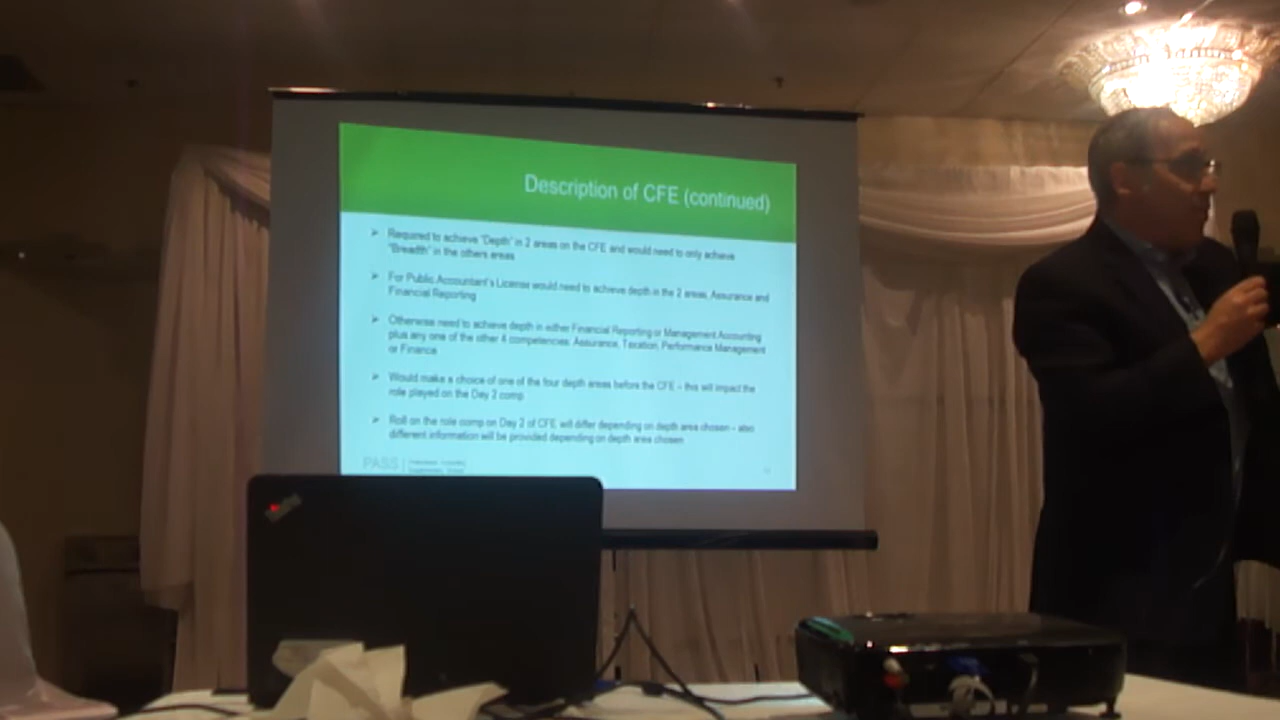 Description of CFE (continued)
Required to achieve "Depth" in 2 areas on the CFE and would need to only achieve
"Breadth" in the others areas
For Public Accountant's License would need to achieve depth in the 2 areas, Assurance and
Financial Reporting
Otherwise need to achieve depth in either Financial Reporting or Management Accounting
plus any one of the other 4 competencies: Assurance, Taxation, Performance Management
or Finance
Would make a choice of one of the four depth areas before the CFE – this will impact the
role played on the Day 2 comp
Roll on the role comp on Day 2 of CFE will differ depending on depth area chosen – also
different information will be provided depending on depth area chosen
PASS